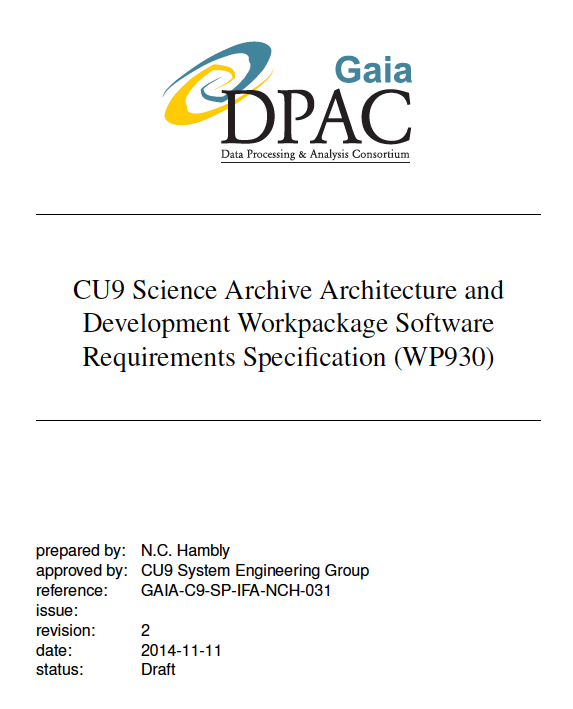 Gaia
DPAC
Data Processing & Analysis Consortium
CU9 Science Archive Architecture and
Development Workpackage Software
Requirements Specification (WP930)
prepared by: N.C. Hambly
approved by: CU9 System Engineering Group
reference: GAIA-C9-SP-IFA-NCH-031
issue:
revision: 2
date: 2014-11-11
status: Draft